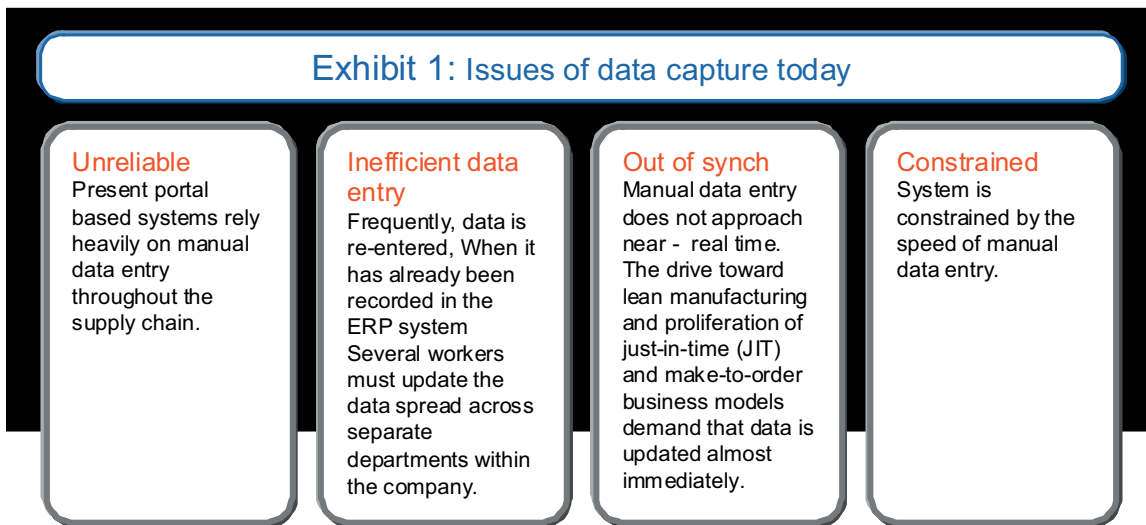 Exhibit 1: Issues of data capture today
Unreliable
Present portal
based systems rely
heavily on manual
data entry
throughout the
supply chain.
Inefficient data
entry
Frequently, data is
re-entered, When it
has already been
recorded in the
ERP system
Several workers
must update the
data spread across
separate
departments within
the company.
Out of synch
Manual data entry
does not approach
near - real time.
The drive toward
lean manufacturing
and proliferation of
just-in-time (JIT)
and make-to-order
business models
demand that data is
updated almost
immediately.
Constrained
System is
constrained by the
speed of manual
data entry.